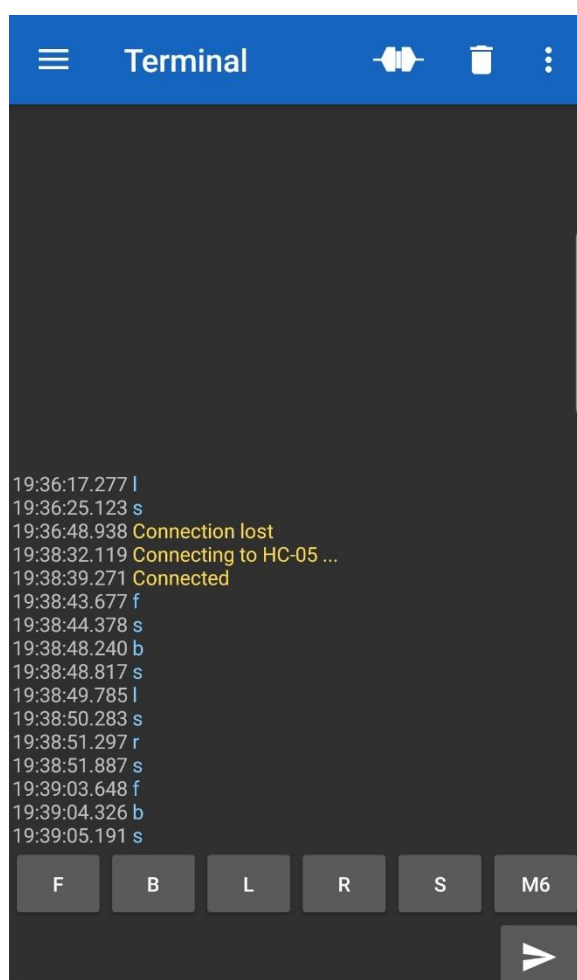 Terminal
19:36:17.277 l
19:36:25.123 s
19:36:48.938 Connection lost
19:38:32.119 Connecting to HC-05 ...
19:38:39.271 Connected
19:38:43.677 f
19:38:44.378 s
19:38:48.240 b
19:38:48.817 s
19:38:49.785 l
19:38:50.283 s
19:38:51.297 r
19:38:51.887 s
19:39:03.648 f
19:39:04.326 b
19:39:05.191 s
F B L R S M6